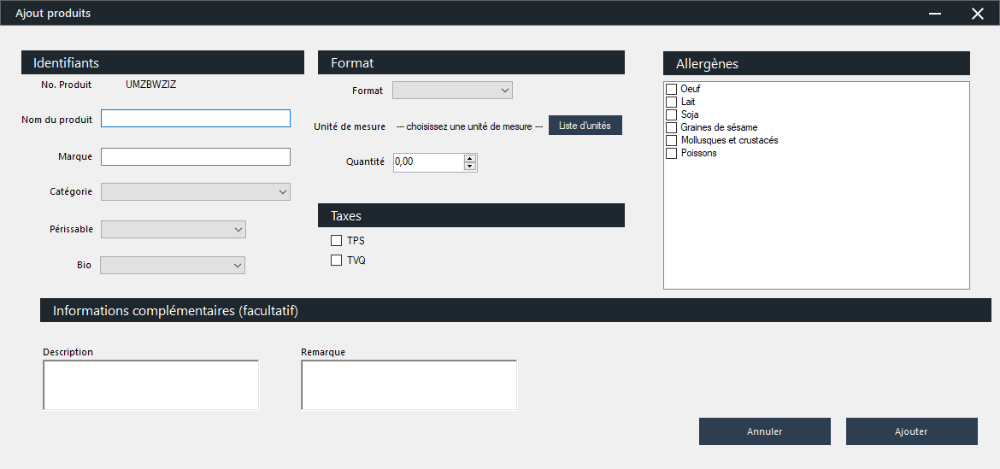 Ajout produits
Identifiants
No. Produit UMZBWZIZ
Nom du produit
Marque
Catégorie
Périssable
Bio
Format
Format
Unité de mesure --- choisissez une unité de mesure --- Liste d'unités
Quantité 0,00
Taxes
TPS
TVQ
Allergènes
Oeuf
Lait
Soja
Graines de sésame
Mollusques et crustacés
Poissons
Informations complémentaires (facultatif)
Description
Remarque
Annuler
Ajouter